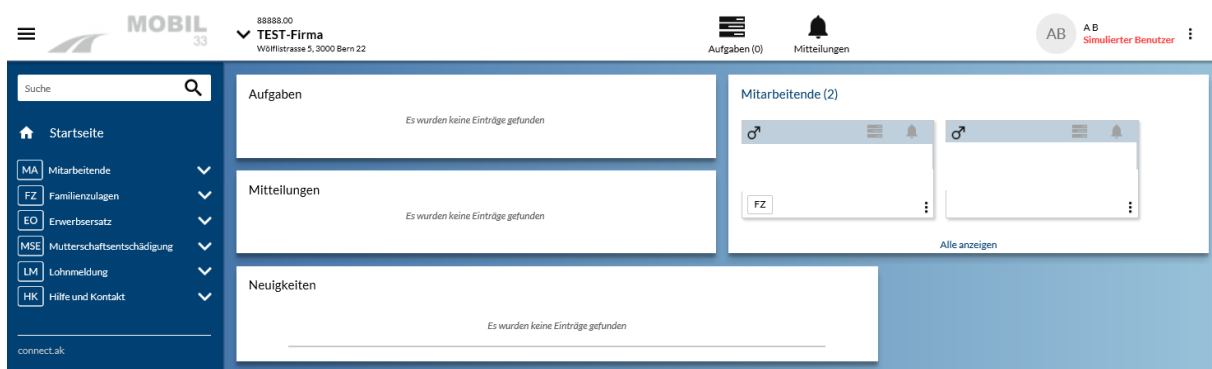 MOBIL
33
88888.00
TEST-Firma
Wölflistrasse 5, 3000 Bern 22
Aufgaben (0)
Mitteilungen
AB
A B
Simulierter Benutzer
Suche
Startseite
MA Mitarbeitende
FZ Familienzulagen
EO Erwerbsersatz
MSE Mutterschaftsentschädigung
LM Lohnmeldung
HK Hilfe und Kontakt
connect.ak
Aufgaben
Es wurden keine Einträge gefunden
Mitteilungen
Es wurden keine Einträge gefunden
Neuigkeiten
Es wurden keine Einträge gefunden
Mitarbeitende (2)
FZ
Alle anzeigen